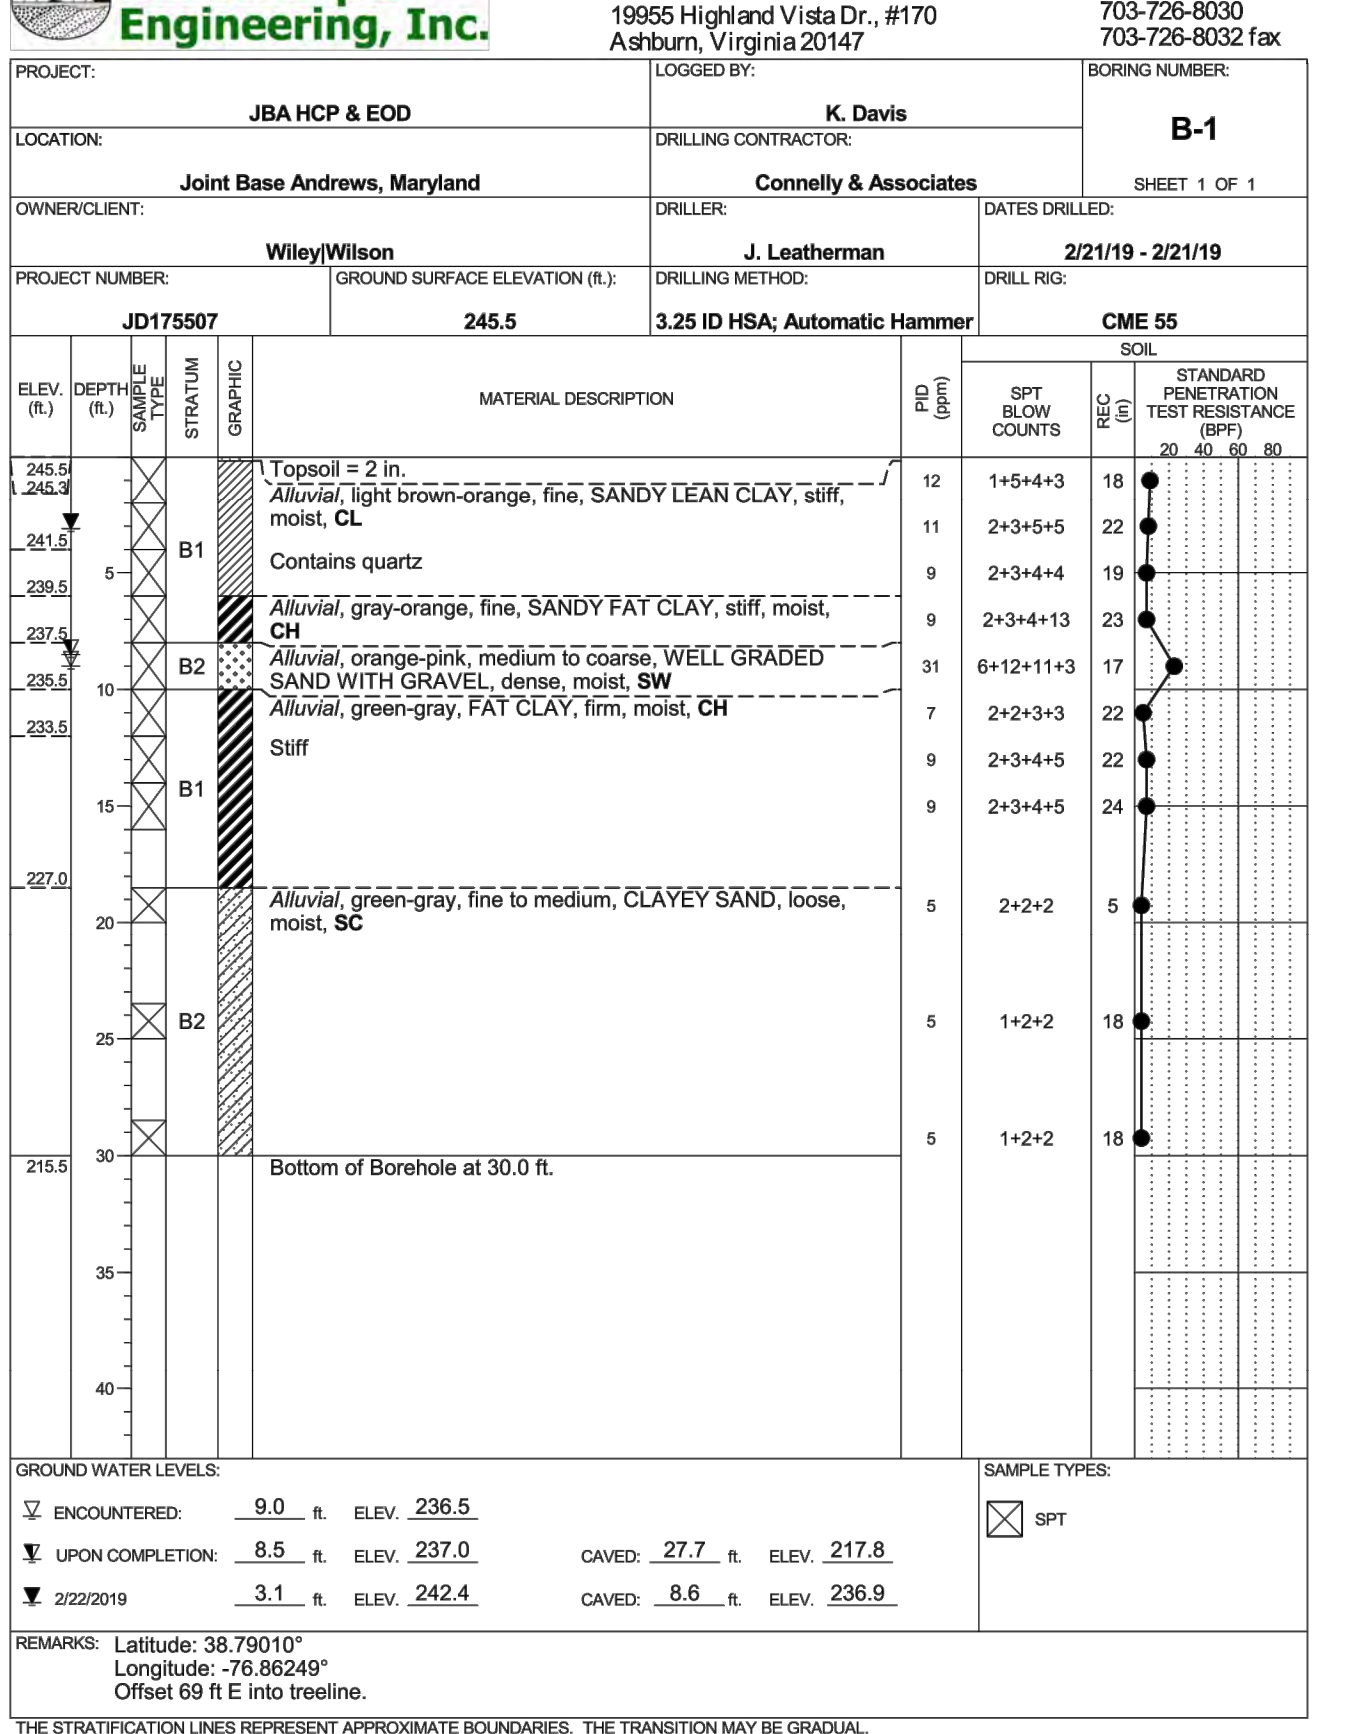 Engineering, Inc.
19955 Highland Vista Dr., #170
Ashburn, Virginia 20147
703-726-8030
703-726-8032 fax
PROJECT:
JBA HCP & EOD
LOGGED BY:
K. Davis
BORING NUMBER:
B-1
SHEET 1 OF 1
LOCATION:
Joint Base Andrews, Maryland
DRILLING CONTRACTOR:
Connelly & Associates
OWNER/CLIENT:
Wiley|Wilson
DRILLER:
J. Leatherman
DATES DRILLED:
2/21/19 - 2/21/19
PROJECT NUMBER:
JD175507
GROUND SURFACE ELEVATION (ft.):
245.5
DRILLING METHOD:
3.25 ID HSA; Automatic Hammer
DRILL RIG:
CME 55
ELEV. (ft.)
DEPTH (ft.)
SAMPLE TYPE
STRATUM
GRAPHIC
MATERIAL DESCRIPTION
PID (ppm)
SOIL
SPT BLOW COUNTS
REC (in)
STANDARD PENETRATION TEST RESISTANCE (BPF)
20 40 60 80
245.5 Topsoil = 2 in. 12 1+5+4+3 18
245.3 Alluvial, light brown-orange, fine, SANDY LEAN CLAY, stiff,
moist, CL
11 2+3+5+5 22
241.5 B1
Contains quartz
5 9 2+3+4+4 19
239.5
Alluvial, gray-orange, fine, SANDY FAT CLAY, stiff, moist,
CH
9 2+3+4+13 23
237.5
B2 Alluvial, orange-pink, medium to coarse, WELL GRADED
SAND WITH GRAVEL, dense, moist, SW
31 6+12+11+3 17
235.5
10
Alluvial, green-gray, FAT CLAY, firm, moist, CH 7 2+2+3+3 22
233.5
Stiff
9 2+3+4+5 22
B1
15 9 2+3+4+5 24
227.0
Alluvial, green-gray, fine to medium, CLAYEY SAND, loose,
moist, SC
5 2+2+2 5
20
B2 5 1+2+2 18
25
5 1+2+2 18
30
215.5 Bottom of Borehole at 30.0 ft.
35
40
GROUND WATER LEVELS:
ENCOUNTERED: 9.0 ft. ELEV. 236.5
UPON COMPLETION: 8.5 ft. ELEV. 237.0 CAVED: 27.7 ft. ELEV. 217.8
2/22/2019 3.1 ft. ELEV. 242.4 CAVED: 8.6 ft. ELEV. 236.9
SAMPLE TYPES:
SPT
REMARKS: Latitude: 38.79010°
Longitude: -76.86249°
Offset 69 ft E into treeline.
THE STRATIFICATION LINES REPRESENT APPROXIMATE BOUNDARIES. THE TRANSITION MAY BE GRADUAL.